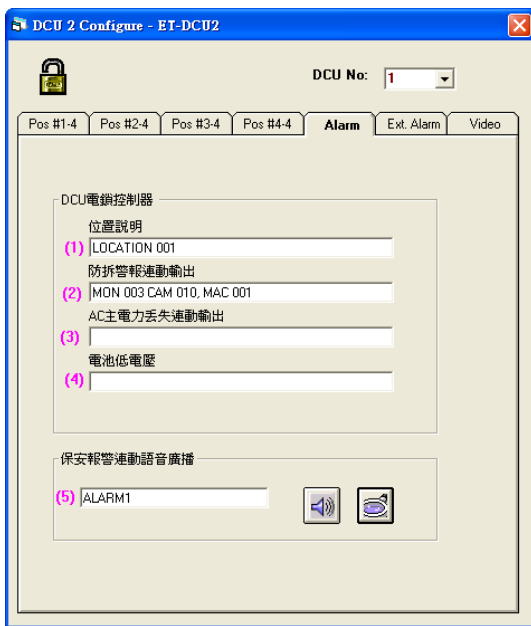 DCU 2 Configure - ET-DCU2
DCU No: 1
Pos #1-4 Pos #2-4 Pos #3-4 Pos #4-4 Alarm Ext. Alarm Video
DCU電鎖控制器
位置說明
(1) LOCATION 001
防拆警報連動輸出
(2) MON 003 CAM 010, MAC 001
AC主電力丟失連動輸出
(3)
電池低電壓
(4)
保安報警連動語音廣播
(5) ALARM1